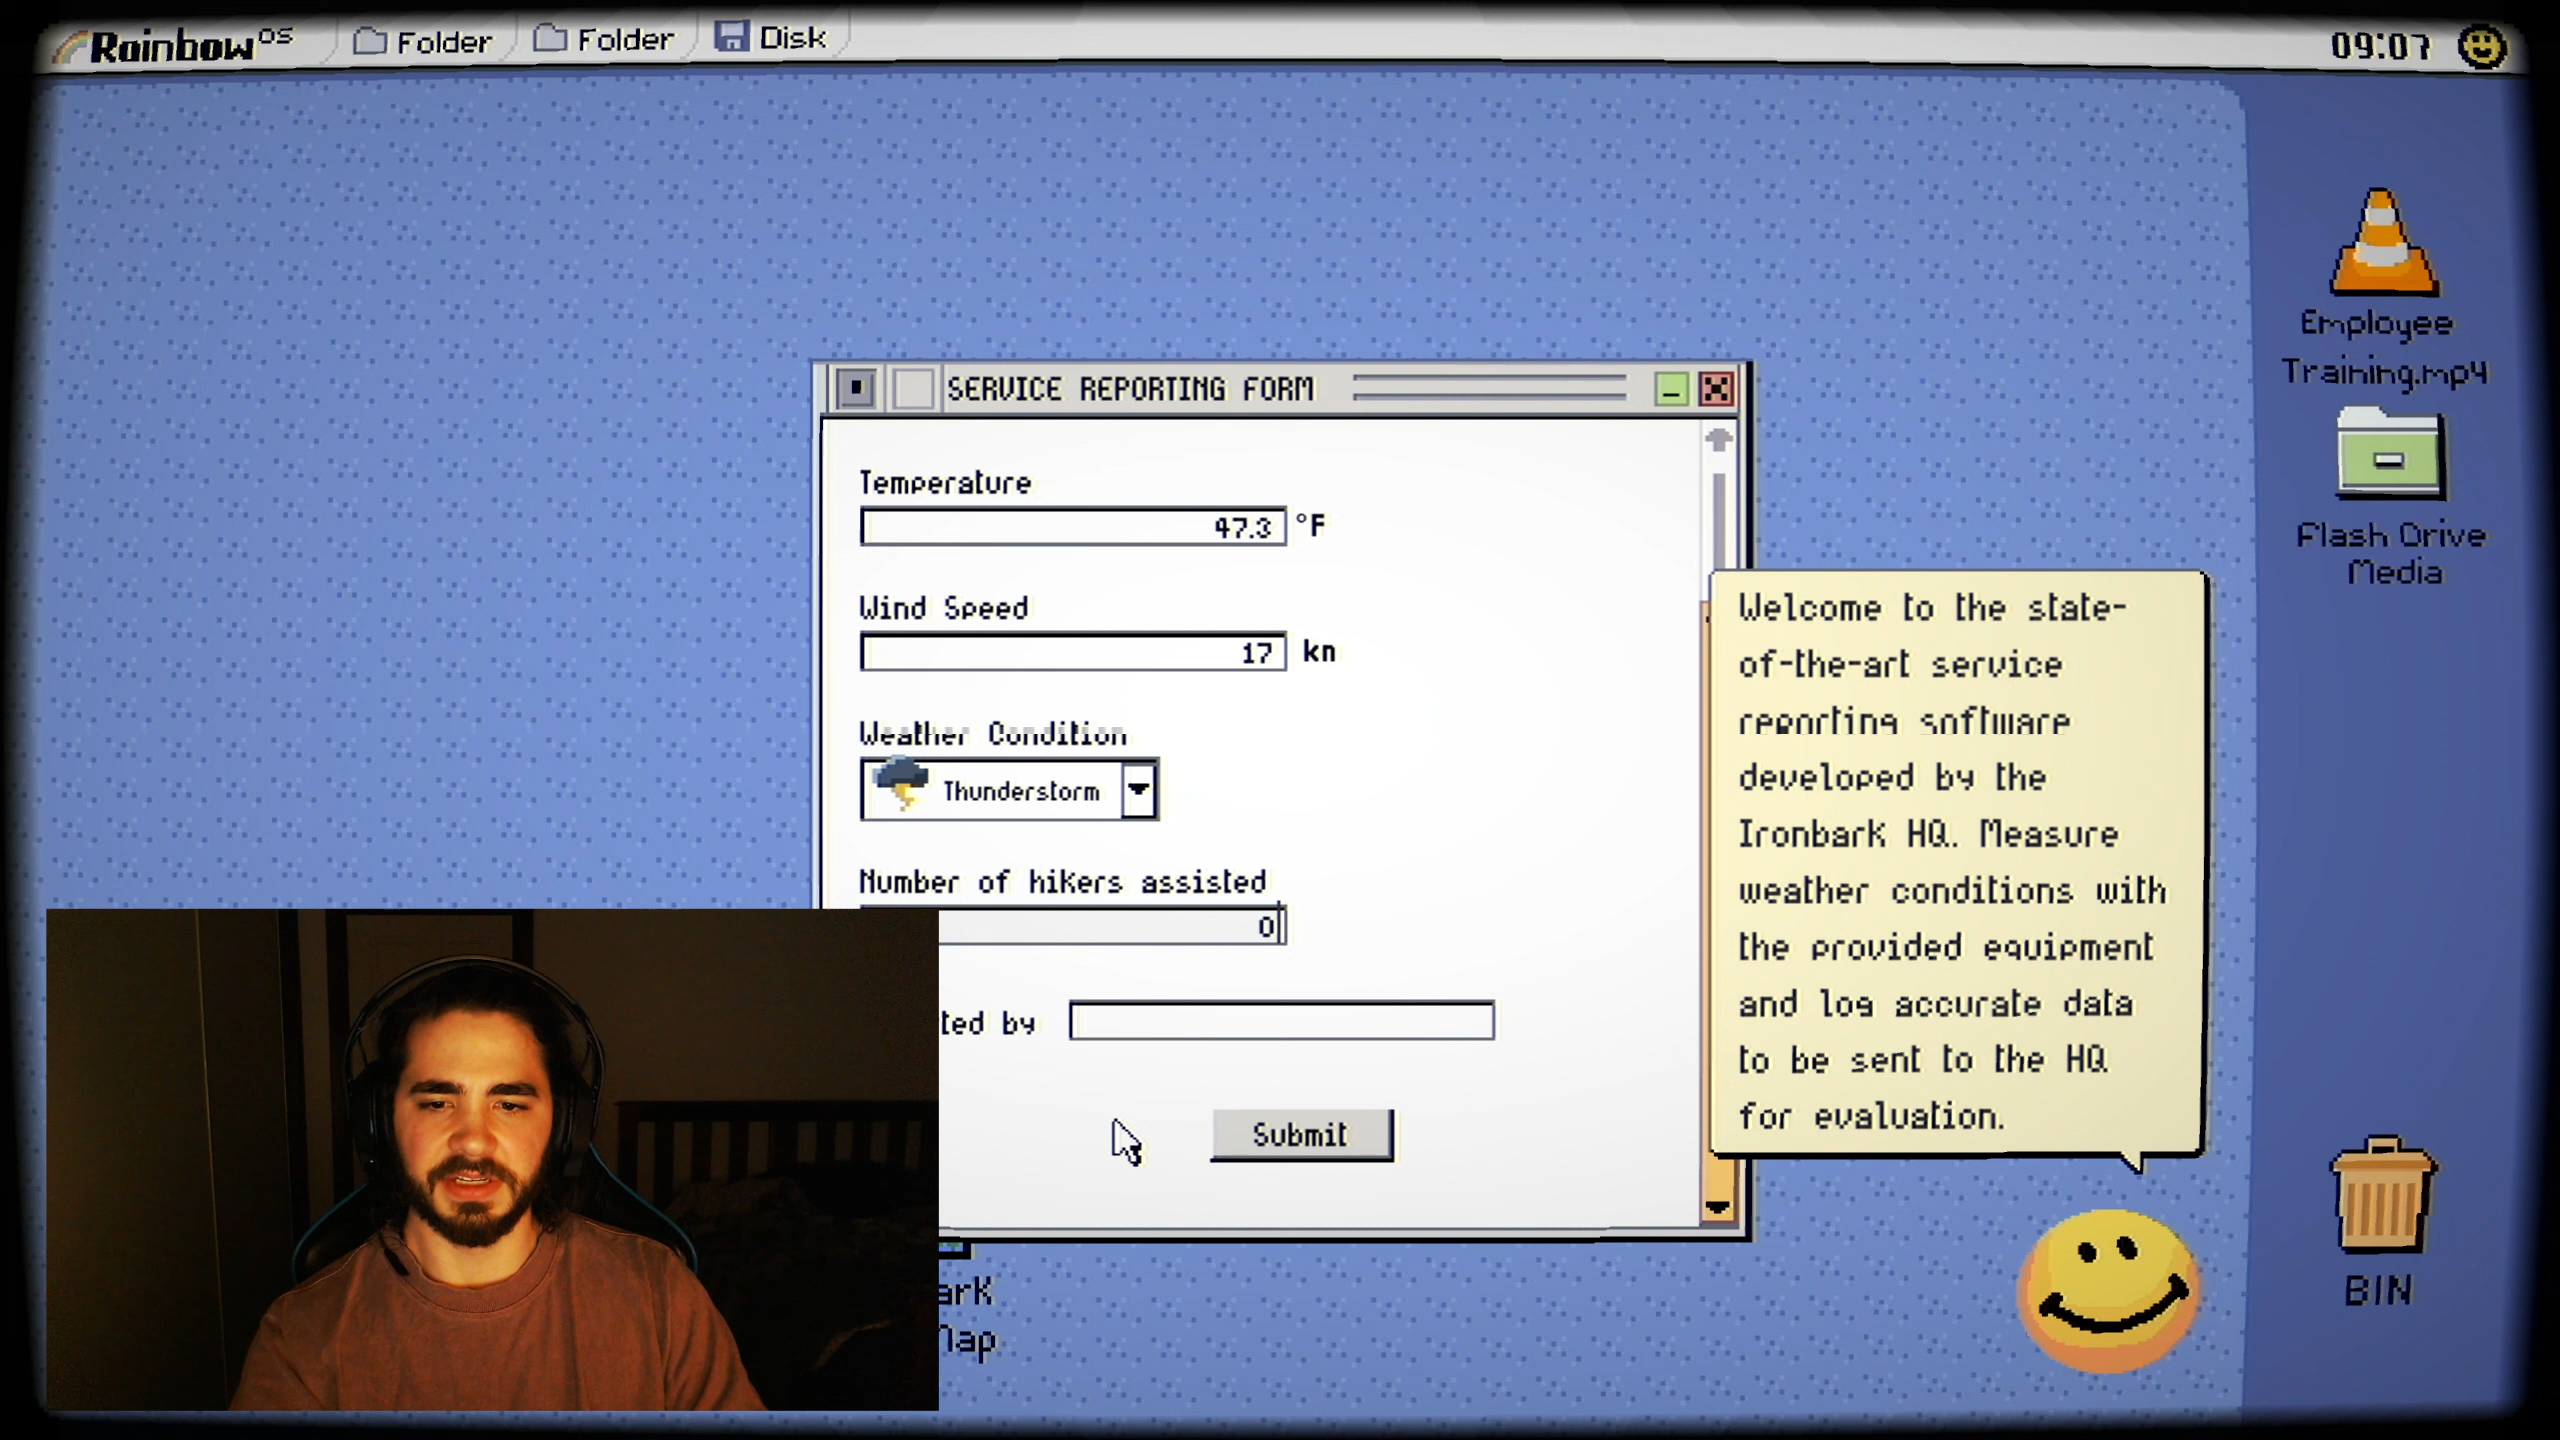 RainbowOS
Folder
Folder
Disk
09:07
Employee
Training.mp4
Flash Drive
Media
SERVICE REPORTING FORM
Temperature
47.3 °F
Wind Speed
17 kn
Weather Condition
Thunderstorm
Number of hikers assisted
0
ted by
Submit
Welcome to the state-
of-the-art service
reporting software
developed by the
Ironbark HQ. Measure
weather conditions with
the provided equipment
and log accurate data
to be sent to the HQ
for evaluation.
ark
Map
BIN